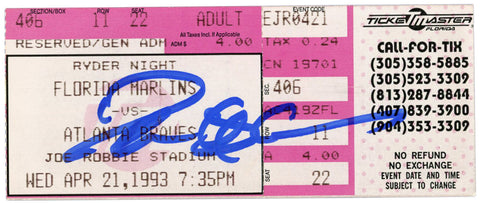 SECTION/BOX ROW SEAT
406 11 22 ADULT EJR0421
All Taxes Incl. If Applicable
RESERVED/GEN ADM ADM $ 4.00 TAX 0.24
RYDER NIGHT CN 19701
FLORIDA MARLINS SEC. 406
-VS- 92FL
ATLANTA BRAVES ROW 11
JOE ROBBIE STADIUM A 4.00
WED APR 21,1993 7:35PM SEAT 22
TICKETMASTER
FLORIDA
CALL-FOR-TIX
(305)358-5885
(305)523-3309
(813)287-8844
(407)839-3900
(904)353-3309
NO REFUND
NO EXCHANGE
EVENT DATE AND TIME
SUBJECT TO CHANGE